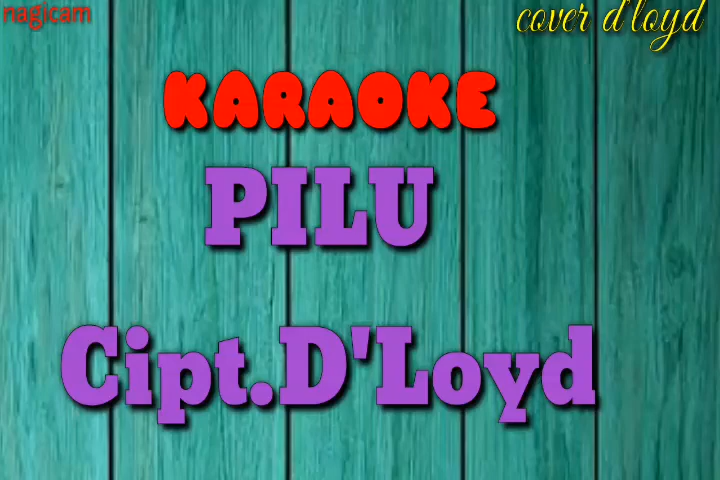 nagicam
cover d'loyd
KARAOKE
PILU
Cipt.D'Loyd